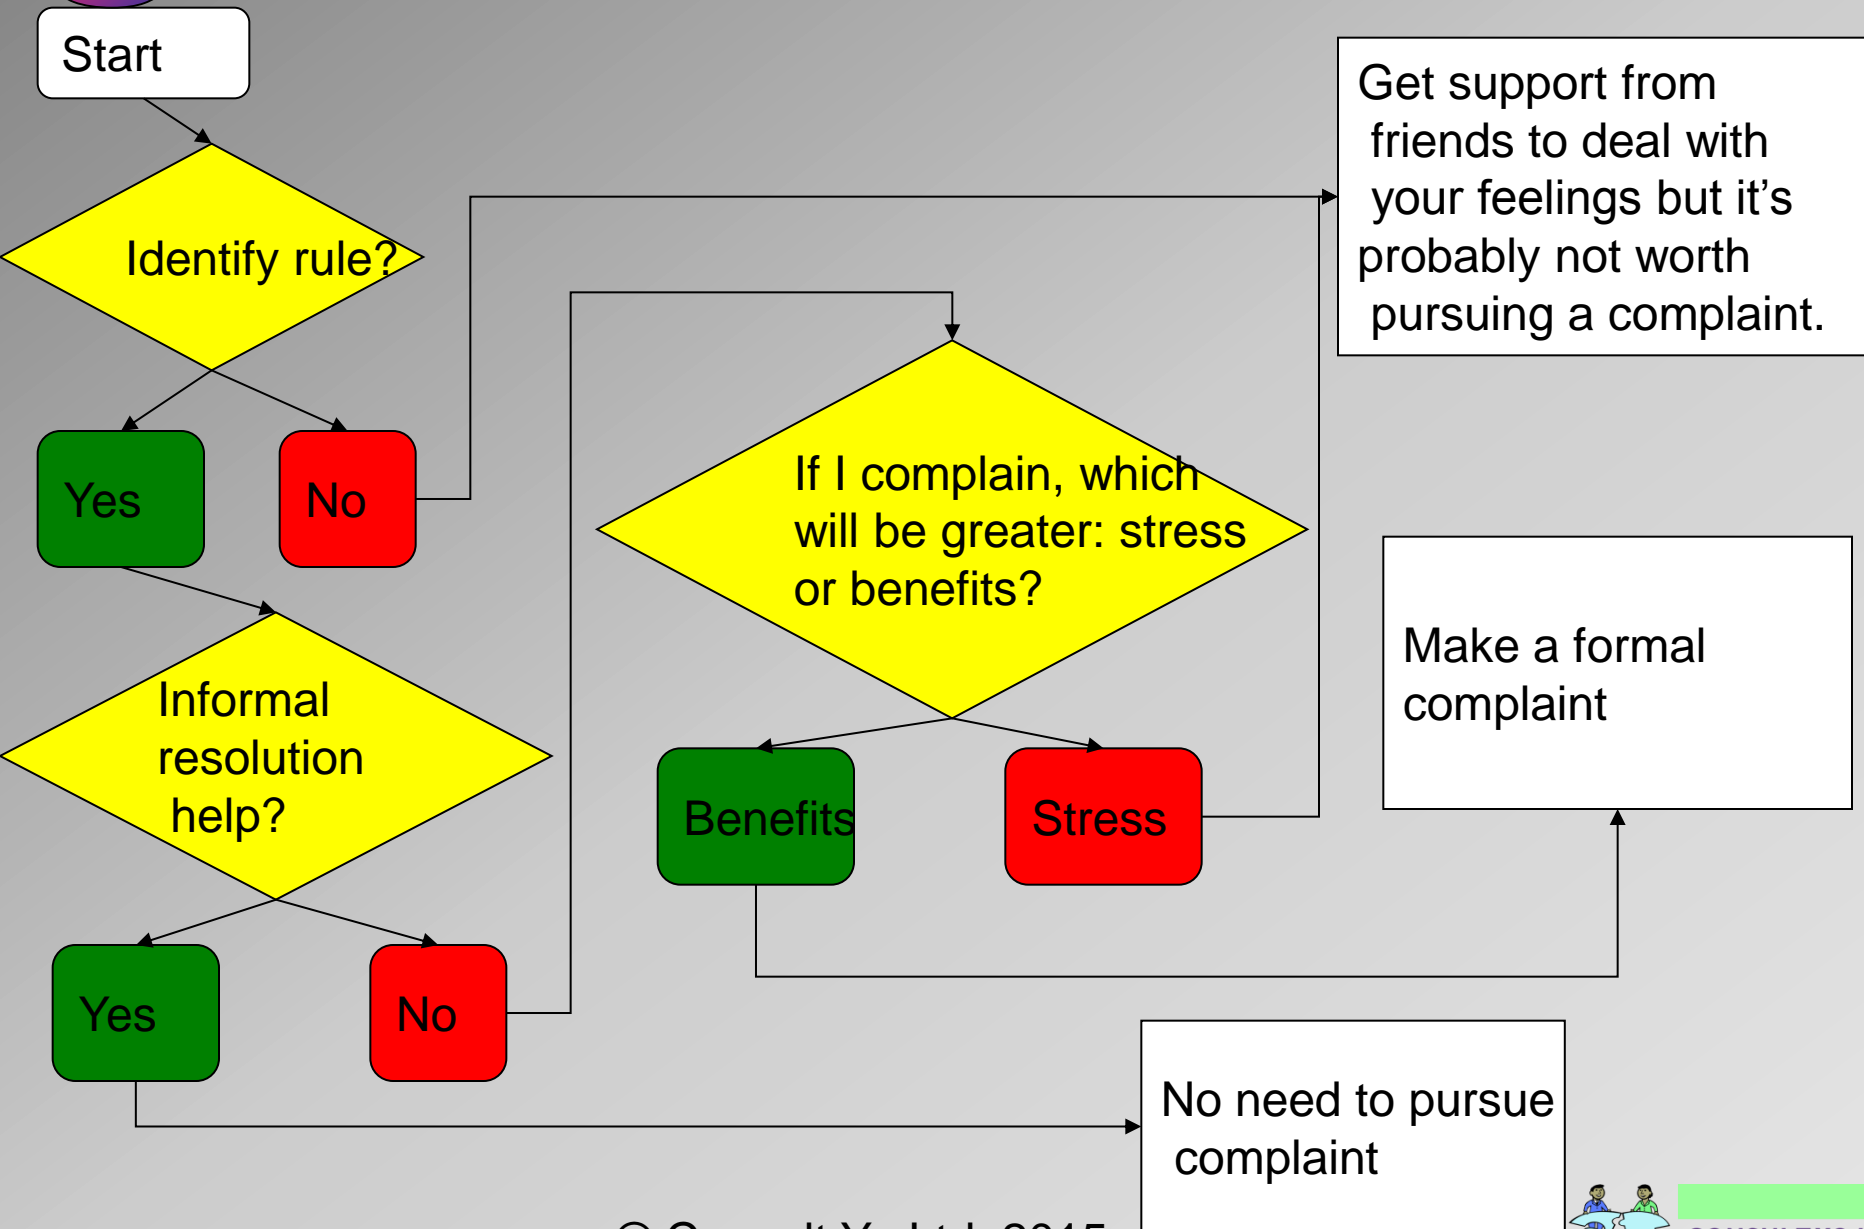 Start
Identify rule?
Yes
No
Informal
resolution
help?
Yes
No
If I complain, which
will be greater: stress
or benefits?
Benefits
Stress
Get support from
friends to deal with
your feelings but it’s
probably not worth
pursuing a complaint.
Make a formal
complaint
No need to pursue
complaint